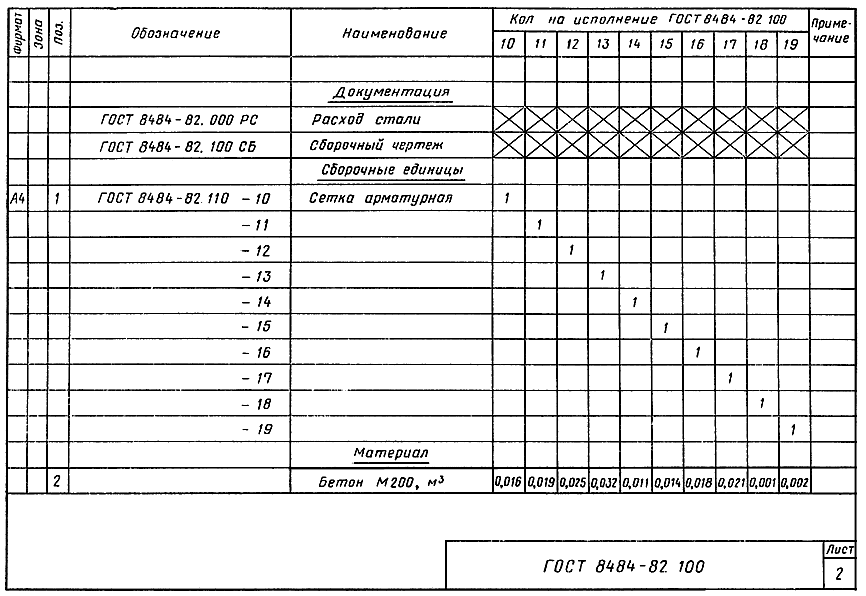 Формат Зона Поз. Обозначение Наименование Кол на исполнение ГОСТ 8484-82 100 Приме-
чание
10 11 12 13 14 15 16 17 18 19
Документация
ГОСТ 8484-82. 000 РС Расход стали
ГОСТ 8484-82. 100 СБ Сборочный чертеж
Сборочные единицы
А4 1 ГОСТ 8484-82. 110 -10 Сетка арматурная 1
-11 1
-12 1
-13 1
-14 1
-15 1
-16 1
-17 1
-18 1
-19 1
Материал
2 Бетон М200, м³ 0,016 0,019 0,025 0,032 0,011 0,014 0,018 0,021 0,001 0,002
ГОСТ 8484-82. 100
Лист
2